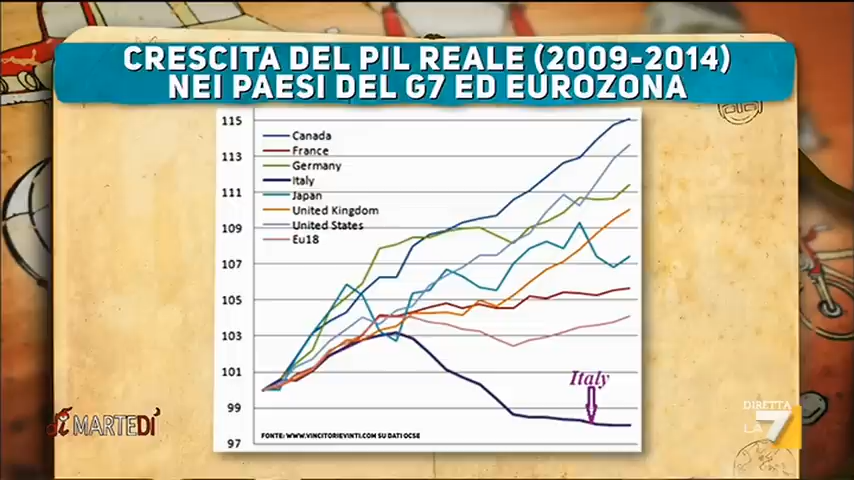 CRESCITA DEL PIL REALE (2009-2014)
NEI PAESI DEL G7 ED EUROZONA
115
113
111
109
107
105
103
101
99
97
Canada
France
Germany
Italy
Japan
United Kingdom
United States
Eu18
Italy
FONTE: WWW.VINCITORIEVINTI.COM SU DATI OCSE
di MARTEDÌ
DIRETTA
LA7